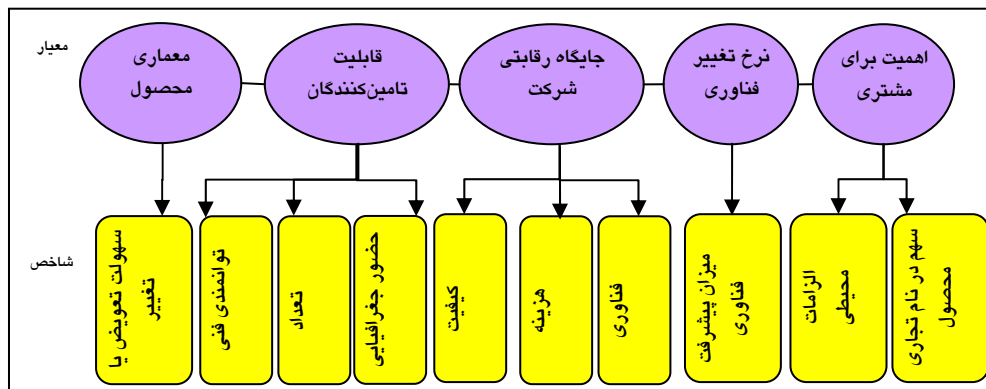 معیار
اهمیت برای
مشتری
نرخ تغییر
فناوری
جایگاه رقابتی
شرکت
قابلیت
تامین‌کنندگان
معماری
محصول
شاخص
سهم در نام تجاری
محصول
الزامات
محیطی
میزان پیشرفت
فناوری
فناوری
هزینه
کیفیت
حضور جغرافیایی
تعداد
توانمندی فنی
سهولت تعویض یا
تغییر